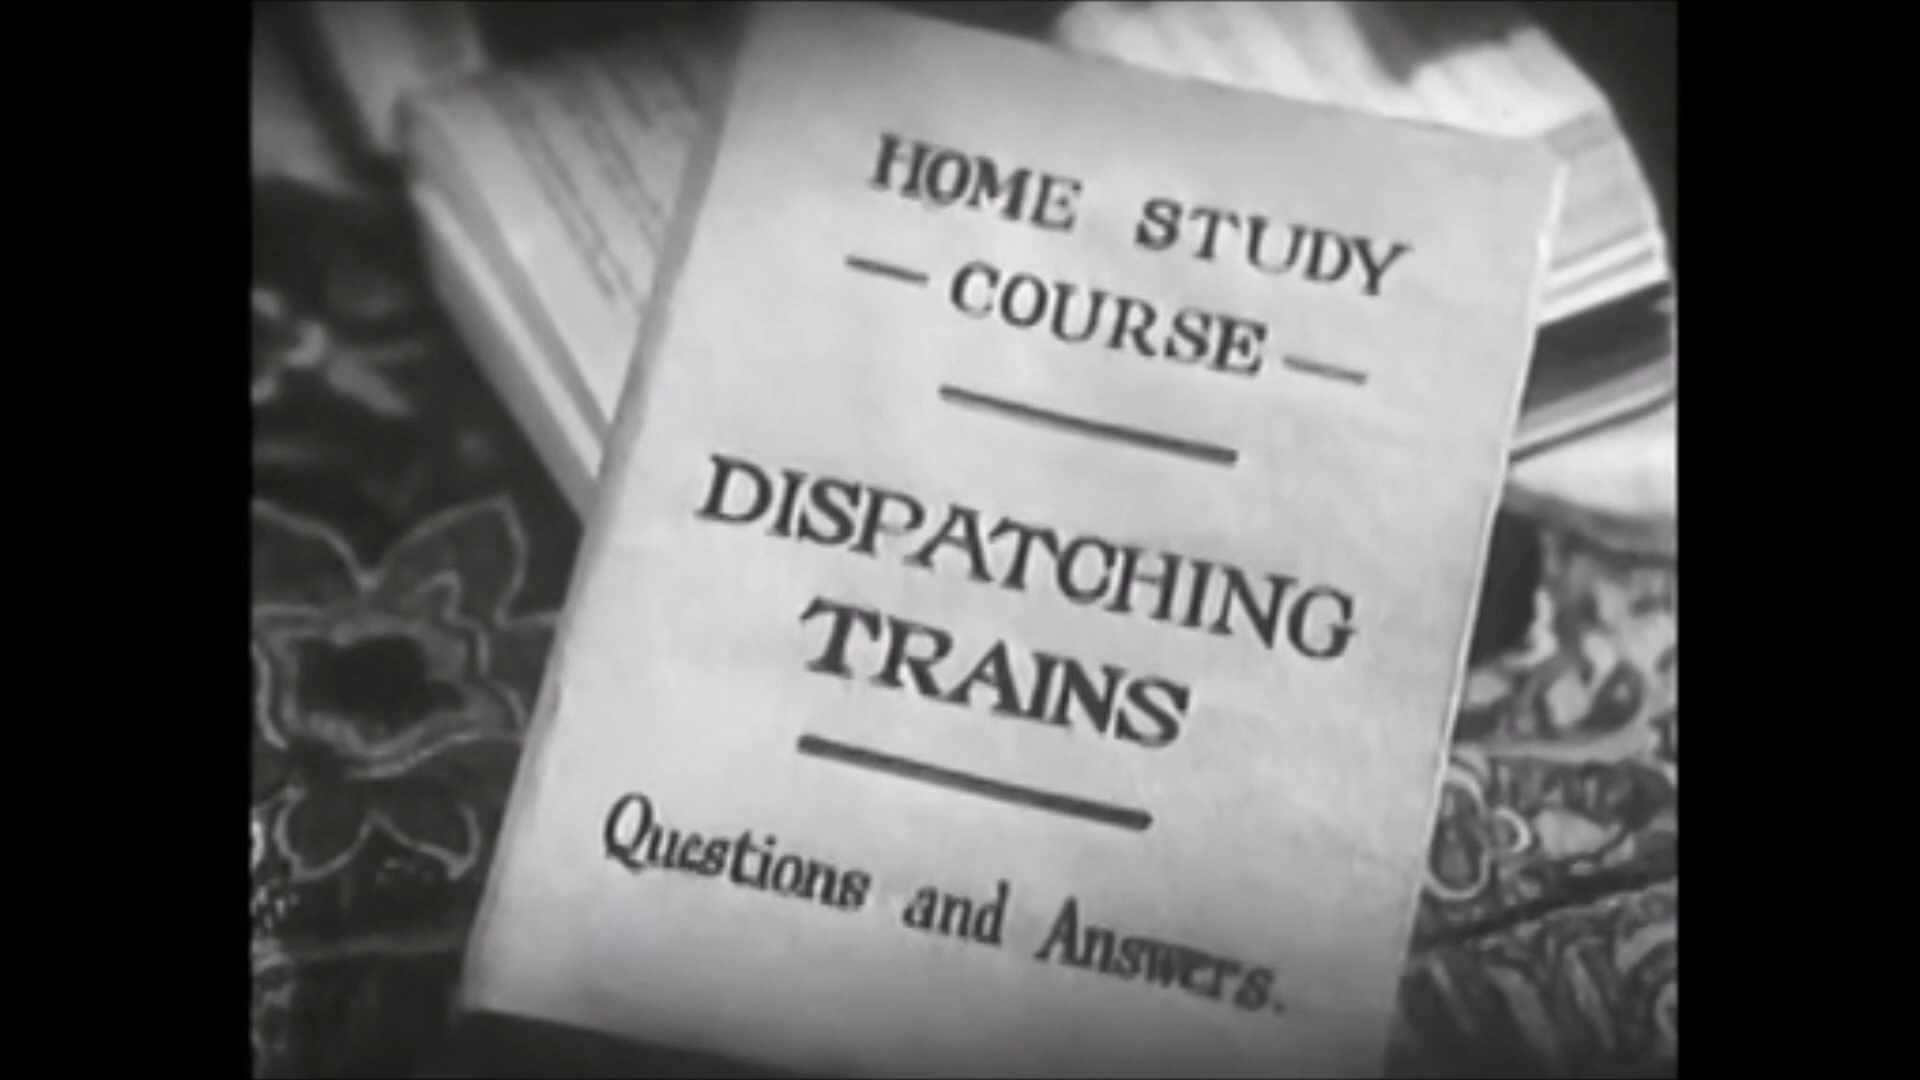 HOME STUDY
— COURSE —
DISPATCHING
TRAINS
Questions and Answers.